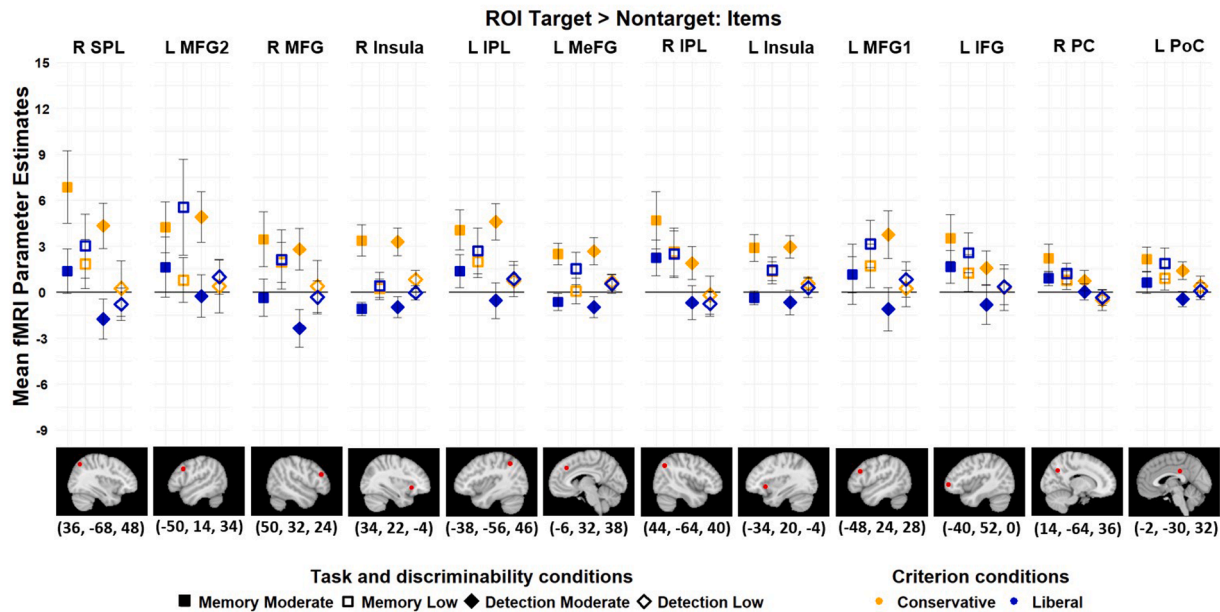 ROI Target > Nontarget: Items
R SPL L MFG2 R MFG R Insula L IPL L MeFG R IPL L Insula L MFG1 L IFG R PC L PoC
Mean fMRI Parameter Estimates
15
12
9
6
3
0
-3
-6
-9
(36, -68, 48) (-50, 14, 34) (50, 32, 24) (34, 22, -4) (-38, -56, 46) (-6, 32, 38) (44, -64, 40) (-34, 20, -4) (-48, 24, 28) (-40, 52, 0) (14, -64, 36) (-2, -30, 32)
Task and discriminability conditions Criterion conditions
Memory Moderate Memory Low Detection Moderate Detection Low Conservative Liberal